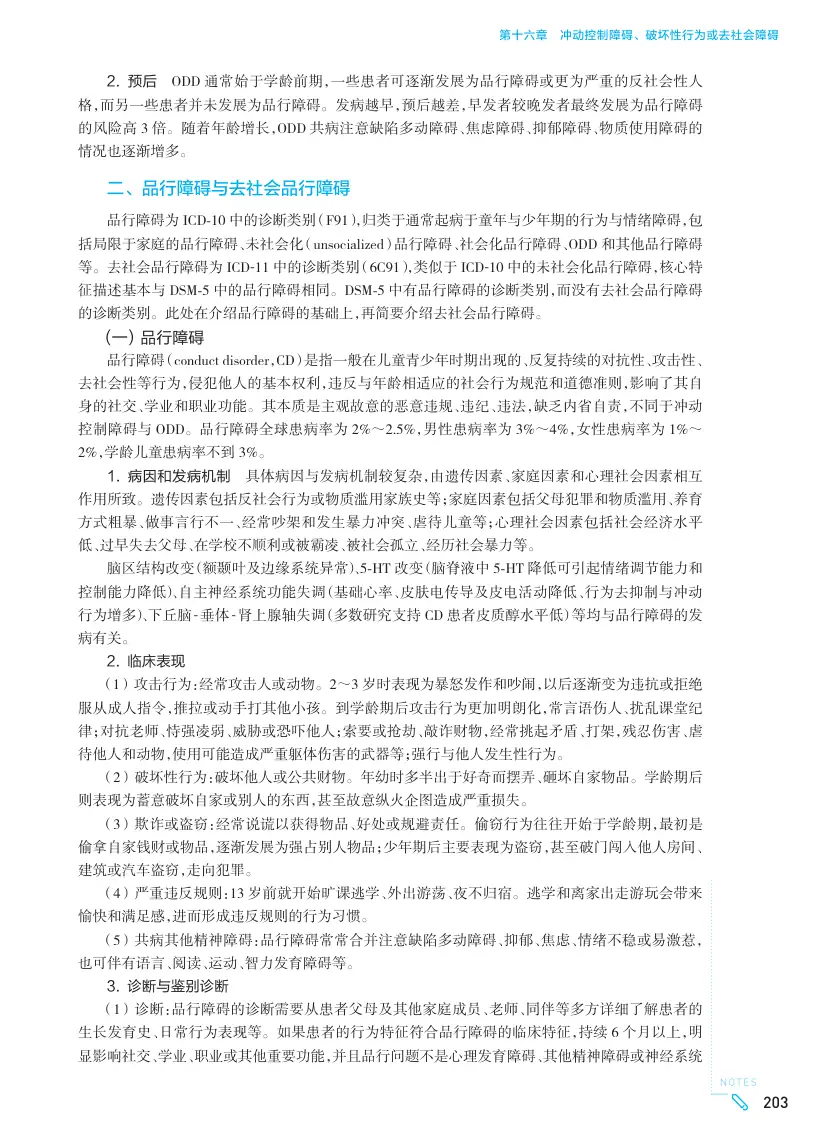 第十六章 冲动控制障碍、破坏性行为或去社会障碍
2. 预后 ODD 通常始于学龄前期，一些患者可逐渐发展为品行障碍或更为严重的反社会性人
格，而另一些患者并未发展为品行障碍。发病越早，预后越差，早发者较晚发者最终发展为品行障碍
的风险高 3 倍。随着年龄增长，ODD 共病注意缺陷多动障碍、焦虑障碍、抑郁障碍、物质使用障碍的
情况也逐渐增多。
二、品行障碍与去社会品行障碍
品行障碍为 ICD-10 中的诊断类别（F91），归类于通常起病于童年与少年期的行为与情绪障碍，包
括局限于家庭的品行障碍、未社会化（unsocialized）品行障碍、社会化品行障碍、ODD 和其他品行障碍
等。去社会品行障碍为 ICD-11 中的诊断类别（6C91），类似于 ICD-10 中的未社会化品行障碍，核心特
征描述基本与 DSM-5 中的品行障碍相同。DSM-5 中有品行障碍的诊断类别，而没有去社会品行障碍
的诊断类别。此处在介绍品行障碍的基础上，再简要介绍去社会品行障碍。
（一）品行障碍
品行障碍（conduct disorder，CD）是指一般在儿童青少年时期出现的、反复持续的对抗性、攻击性、
去社会性等行为，侵犯他人的基本权利，违反与年龄相适应的社会行为规范和道德准则，影响了其自
身的社交、学业和职业功能。其本质是主观故意的恶意违规、违纪、违法，缺乏内省自责，不同于冲动
控制障碍与 ODD。品行障碍全球患病率为 2%～2.5%，男性患病率为 3%～4%，女性患病率为 1%～
2%，学龄儿童患病率不到 3%。
1. 病因和发病机制 具体病因与发病机制较复杂，由遗传因素、家庭因素和心理社会因素相互
作用所致。遗传因素包括反社会行为或物质滥用家族史等；家庭因素包括父母犯罪和物质滥用、养育
方式粗暴、做事言行不一、经常吵架和发生暴力冲突、虐待儿童等；心理社会因素包括社会经济水平
低、过早失去父母、在学校不顺利或被霸凌、被社会孤立、经历社会暴力等。
脑区结构改变（额颞叶及边缘系统异常）、5-HT 改变（脑脊液中 5-HT 降低可引起情绪调节能力和
控制能力降低）、自主神经系统功能失调（基础心率、皮肤电传导及皮电活动降低、行为去抑制与冲动
行为增多）、下丘脑-垂体-肾上腺轴失调（多数研究支持 CD 患者皮质醇水平低）等均与品行障碍的发
病有关。
2. 临床表现
（1）攻击行为：经常攻击人或动物。2～3 岁时表现为暴怒发作和吵闹，以后逐渐变为违抗或拒绝
服从成人指令，推拉或动手打其他小孩。到学龄期后攻击行为更加明朗化，常言语伤人、扰乱课堂纪
律；对抗老师、恃强凌弱、威胁或恐吓他人；索要或抢劫、敲诈财物，经常挑起矛盾、打架，残忍伤害、虐
待他人和动物，使用可能造成严重躯体伤害的武器等；强行与他人发生性行为。
（2）破坏性行为：破坏他人或公共财物。年幼时多半出于好奇而摆弄、砸坏自家物品。学龄期后
则表现为蓄意破坏自家或别人的东西，甚至故意纵火企图造成严重损失。
（3）欺诈或盗窃：经常说谎以获得物品、好处或规避责任。偷窃行为往往开始于学龄期，最初是
偷拿自家钱财或物品，逐渐发展为强占别人物品；少年期后主要表现为盗窃，甚至破门闯入他人房间、
建筑或汽车盗窃，走向犯罪。
（4）严重违反规则：13 岁前就开始旷课逃学、外出游荡、夜不归宿。逃学和离家出走游玩会带来
愉快和满足感，进而形成违反规则的行为习惯。
（5）共病其他精神障碍：品行障碍常常合并注意缺陷多动障碍、抑郁、焦虑、情绪不稳或易激惹，
也可伴有语言、阅读、运动、智力发育障碍等。
3. 诊断与鉴别诊断
（1）诊断：品行障碍的诊断需要从患者父母及其他家庭成员、老师、同伴等多方详细了解患者的
生长发育史、日常行为表现等。如果患者的行为特征符合品行障碍的临床特征，持续 6 个月以上，明
显影响社交、学业、职业或其他重要功能，并且品行问题不是心理发育障碍、其他精神障碍或神经系统
NOTES
203